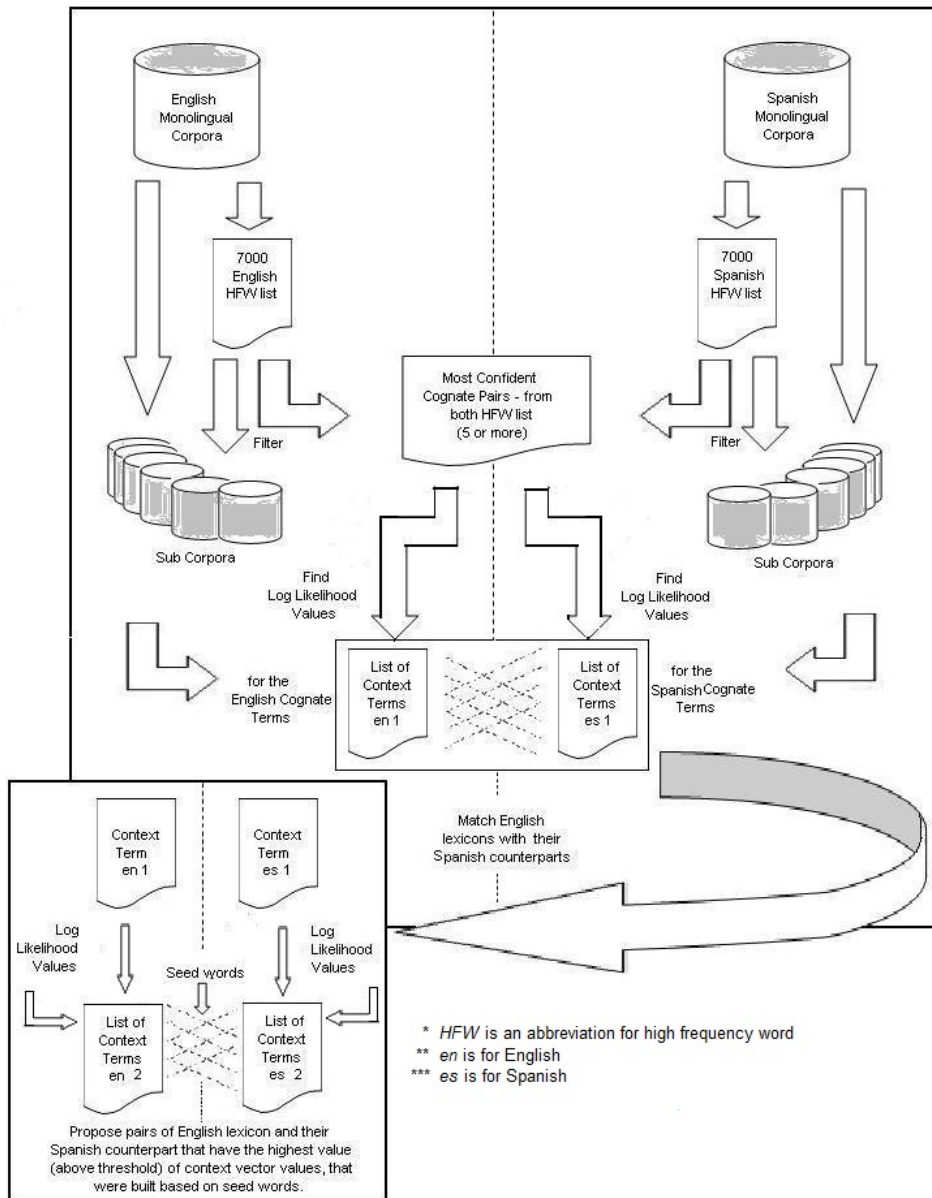 English
Monolingual
Corpora
Spanish
Monolingual
Corpora
7000
English
HFW list
7000
Spanish
HFW list
Most Confident
Cognate Pairs - from
both HFW list
(5 or more)
Filter
Filter
Sub Corpora
Sub Corpora
Find
Log Likelihood
Values
Find
Log Likelihood
Values
for the
English Cognate
Terms
List of
Context
Terms
en 1
List of
Context
Terms
es 1
for the
Spanish Cognate
Terms
Match English
lexicons with their
Spanish counterparts
Context
Term
en 1
Context
Term
es 1
Log
Likelihood
Values
Seed words
Log
Likelihood
Values
List of
Context
Terms
en 2
List of
Context
Terms
es 2
Propose pairs of English lexicon and their
Spanish counterpart that have the highest value
(above threshold) of context vector values, that
were built based on seed words.
* HFW is an abbreviation for high frequency word
** en is for English
*** es is for Spanish